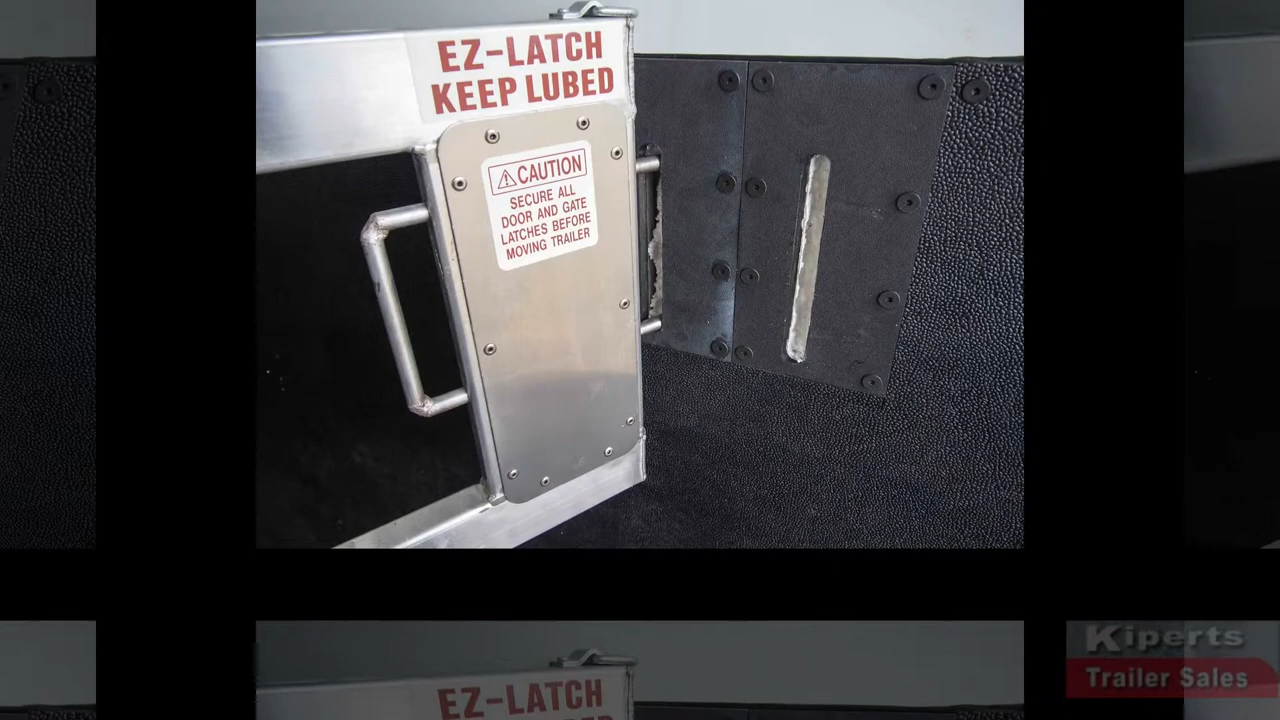 EZ-LATCH
KEEP LUBED
CAUTION
SECURE ALL
DOOR AND GATE
LATCHES BEFORE
MOVING TRAILER
Kiperts
Trailer Sales
EZ-LATCH